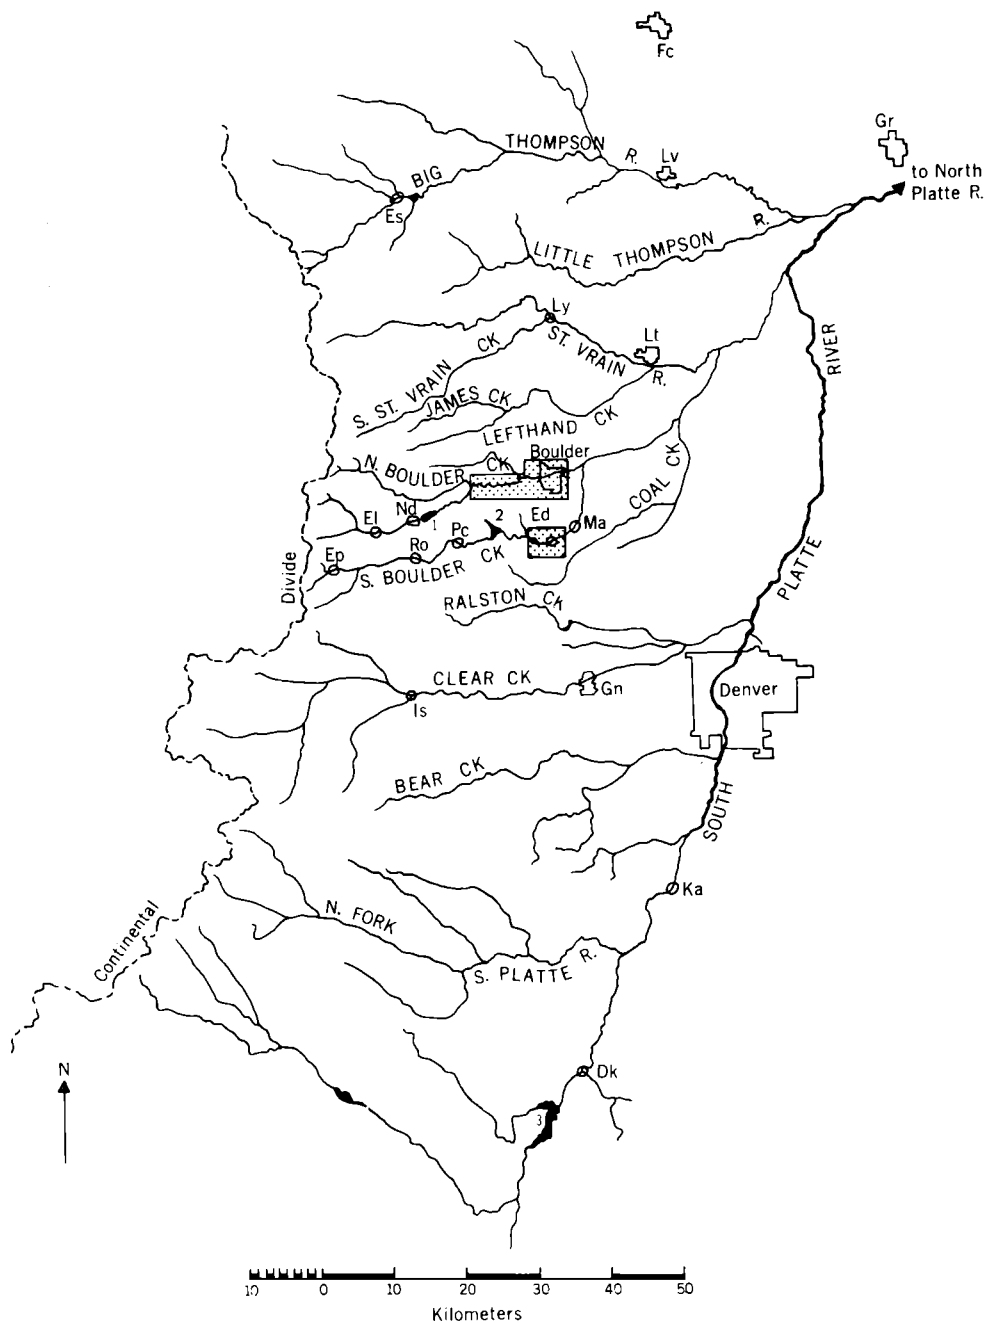 Fc
Gr
THOMPSON R.
Lv
to North
Platte R.
BIG
Es
R.
LITTLE THOMPSON
Ly
ST. VRAIN R.
Lt
S. ST. VRAIN CK
JAMES CK
LEFTHAND CK
RIVER
Boulder
N. BOULDER CK
COAL CK
Nd
1
2
El
Ed
Ma
Pc
Ro
Ep
S. BOULDER CK
Divide
PLATTE
RALSTON CK
CLEAR CK
Gn
Denver
Is
BEAR CK
SOUTH
Ka
N. FORK
Continental
S. PLATTE R.
N
Dk
3
10 0 10 20 30 40 50
Kilometers